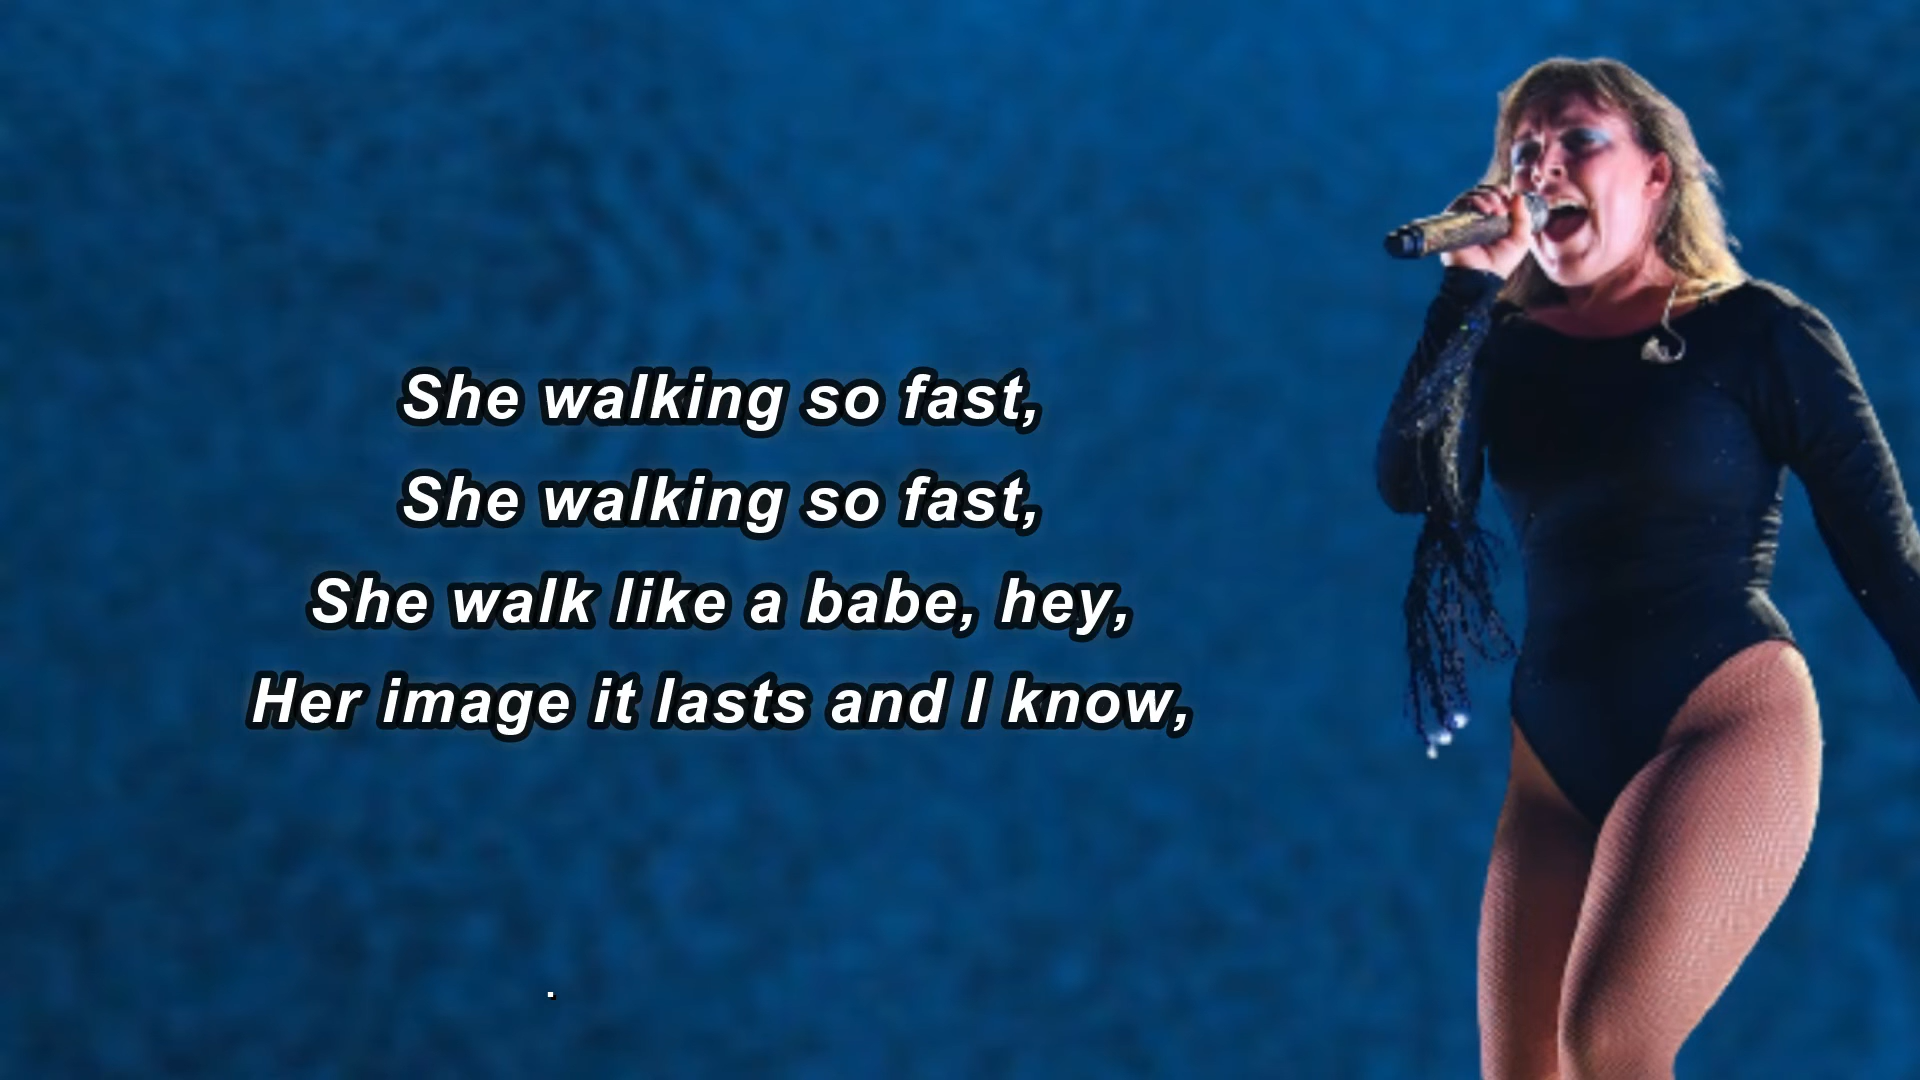 She walking so fast,
She walking so fast,
She walk like a babe, hey,
Her image it lasts and I know,
.